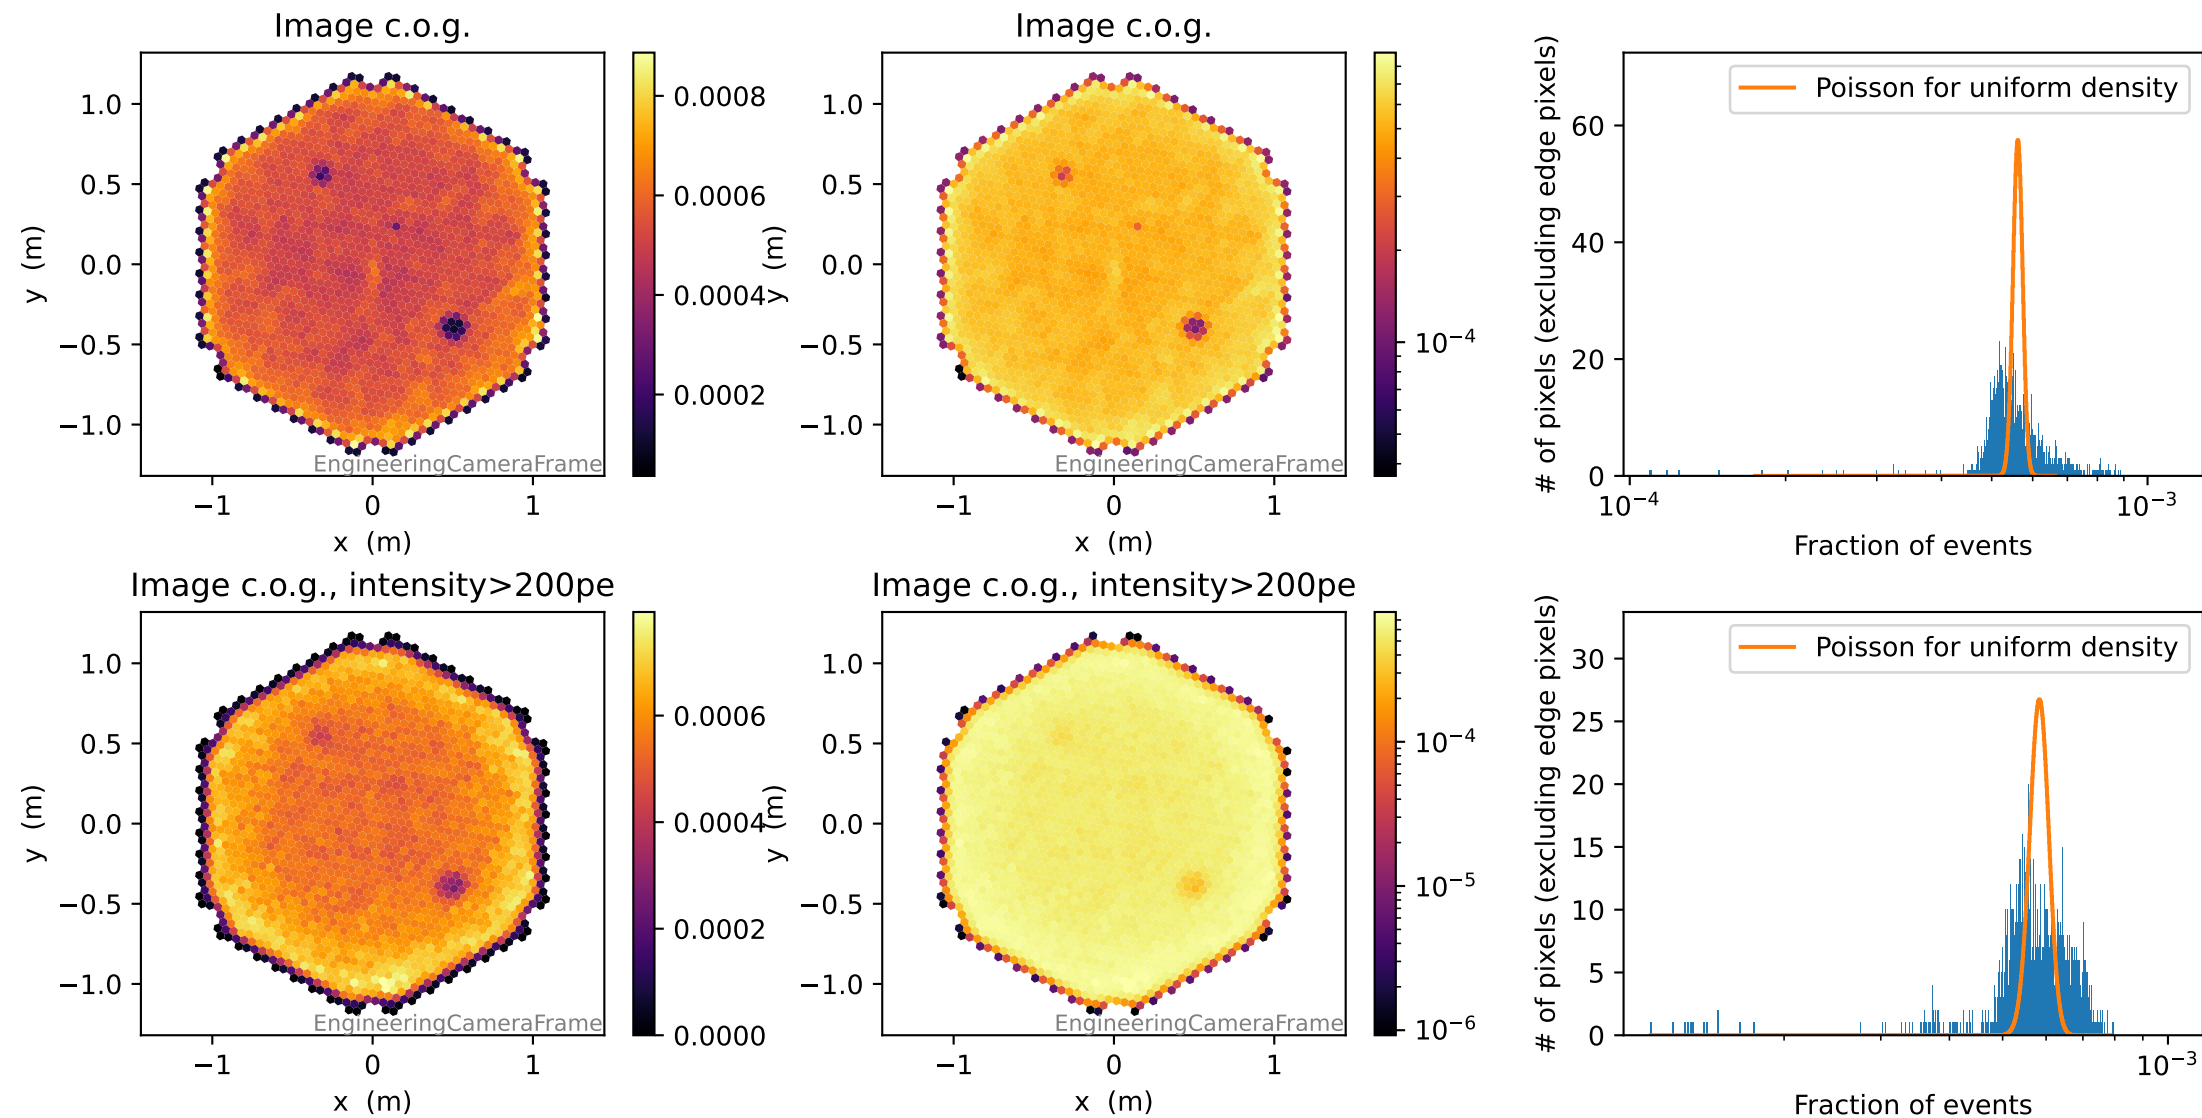 Image c.o.g.
1.0
0.5
0.0
−0.5
−1.0
y (m)
−1
0
1
x (m)
EngineeringCameraFrame
0.0008
0.0006
0.0004
0.0002
Image c.o.g.
1.0
0.5
0.0
−0.5
−1.0
y (m)
−1
0
1
x (m)
EngineeringCameraFrame
10⁻⁴
Poisson for uniform density
# of pixels (excluding edge pixels)
60
40
20
0
10⁻⁴
10⁻³
Fraction of events
Image c.o.g., intensity>200pe
1.0
0.5
0.0
−0.5
−1.0
y (m)
−1
0
1
x (m)
EngineeringCameraFrame
0.0006
0.0004
0.0002
0.0000
Image c.o.g., intensity>200pe
1.0
0.5
0.0
−0.5
−1.0
y (m)
−1
0
1
x (m)
EngineeringCameraFrame
10⁻⁴
10⁻⁵
10⁻⁶
Poisson for uniform density
# of pixels (excluding edge pixels)
30
25
20
15
10
5
0
10⁻³
Fraction of events